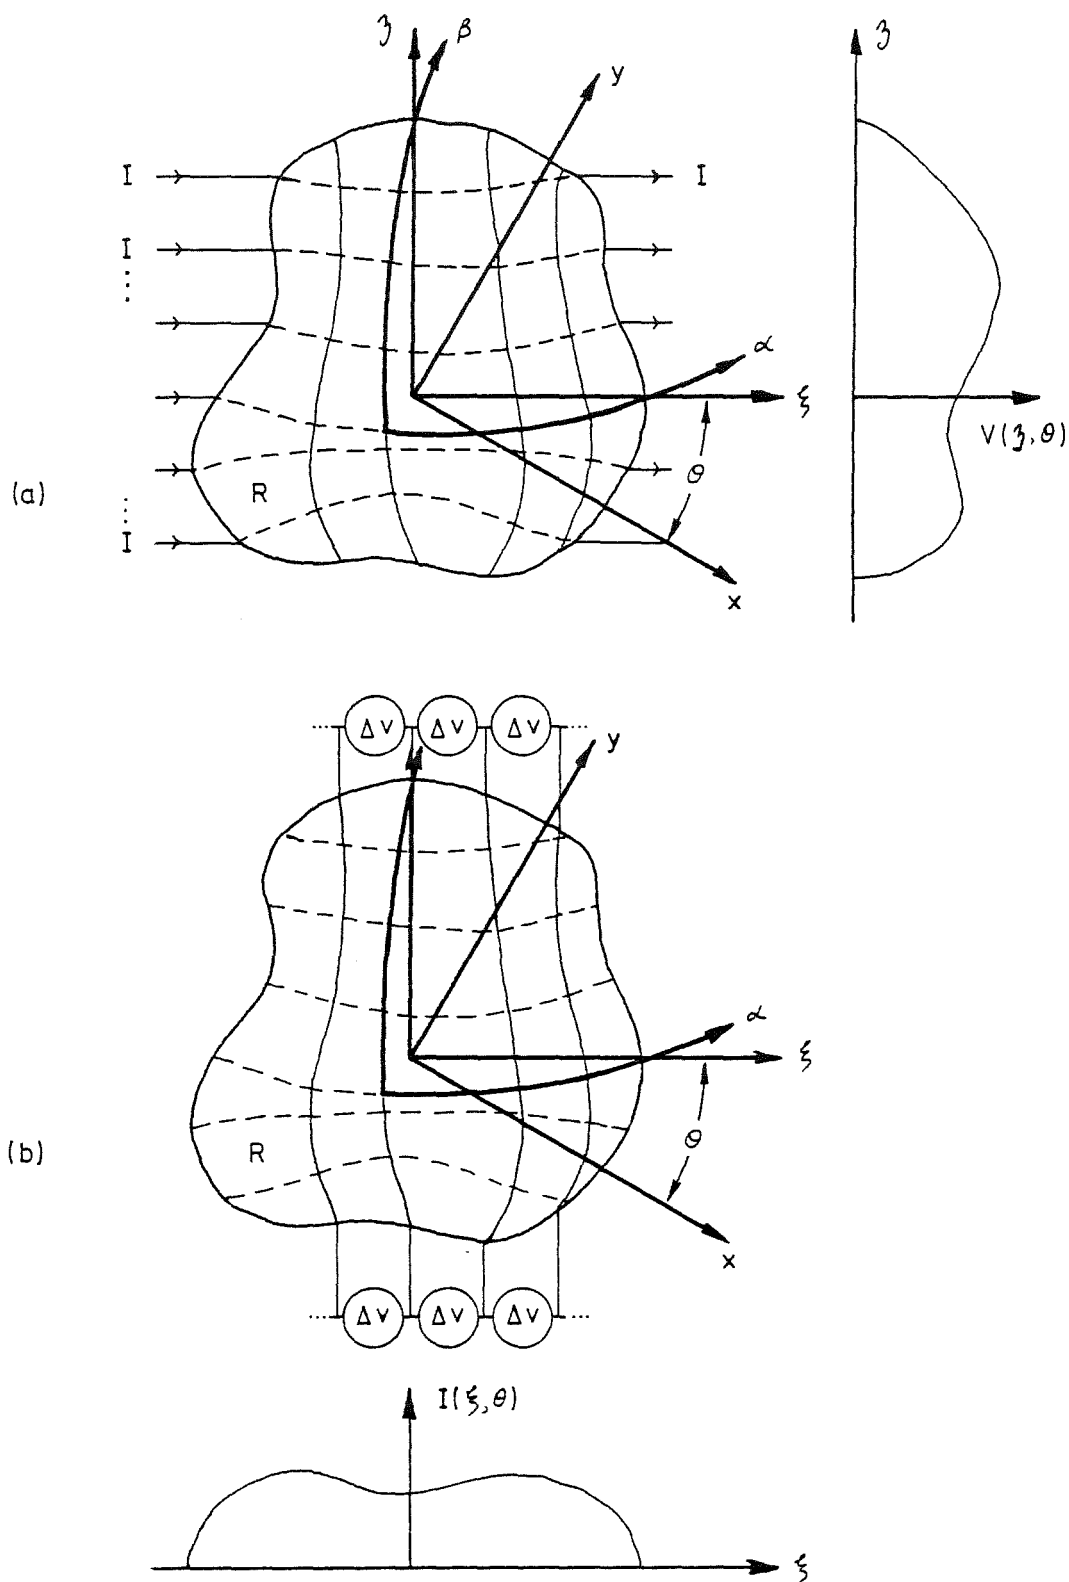 ʒ β
y
ʒ
I I
I
⋮
α
ξ
V(ʒ,θ)
θ
(a)
R
⋮
I
x
... ΔV ΔV ΔV ...
y
α
ξ
θ
(b)
R
x
... ΔV ΔV ΔV ...
I(ξ,θ)
ξ